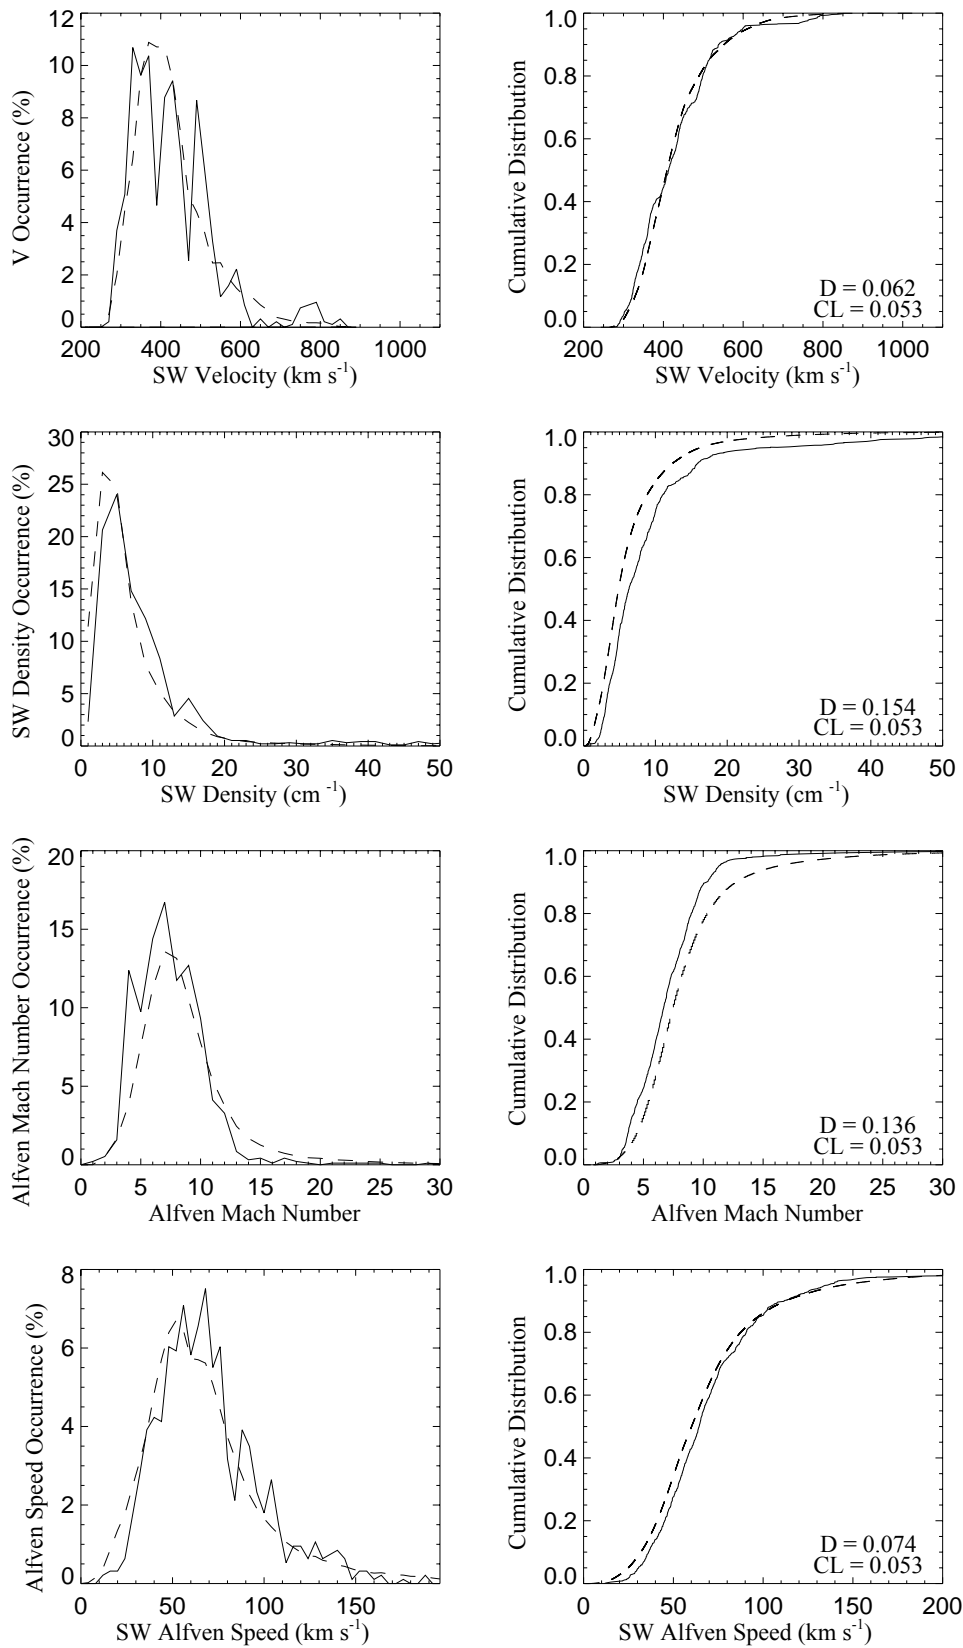 12
10
8
6
4
2
0
V Occurrence (%)
200 400 600 800 1000
SW Velocity (km s-1)
1.0
0.8
0.6
0.4
0.2
0.0
Cumulative Distribution
D = 0.062
CL = 0.053
200 400 600 800 1000
SW Velocity (km s-1)
30
25
20
15
10
5
0
SW Density Occurrence (%)
0 10 20 30 40 50
SW Density (cm -1)
1.0
0.8
0.6
0.4
0.2
0.0
Cumulative Distribution
D = 0.154
CL = 0.053
0 10 20 30 40 50
SW Density (cm -1)
20
15
10
5
0
Alfven Mach Number Occurrence (%)
0 5 10 15 20 25 30
Alfven Mach Number
1.0
0.8
0.6
0.4
0.2
0.0
Cumulative Distribution
D = 0.136
CL = 0.053
0 5 10 15 20 25 30
Alfven Mach Number
8
6
4
2
0
Alfven Speed Occurrence (%)
0 50 100 150
SW Alfven Speed (km s-1)
1.0
0.8
0.6
0.4
0.2
0.0
Cumulative Distribution
D = 0.074
CL = 0.053
0 50 100 150 200
SW Alfven Speed (km s-1)